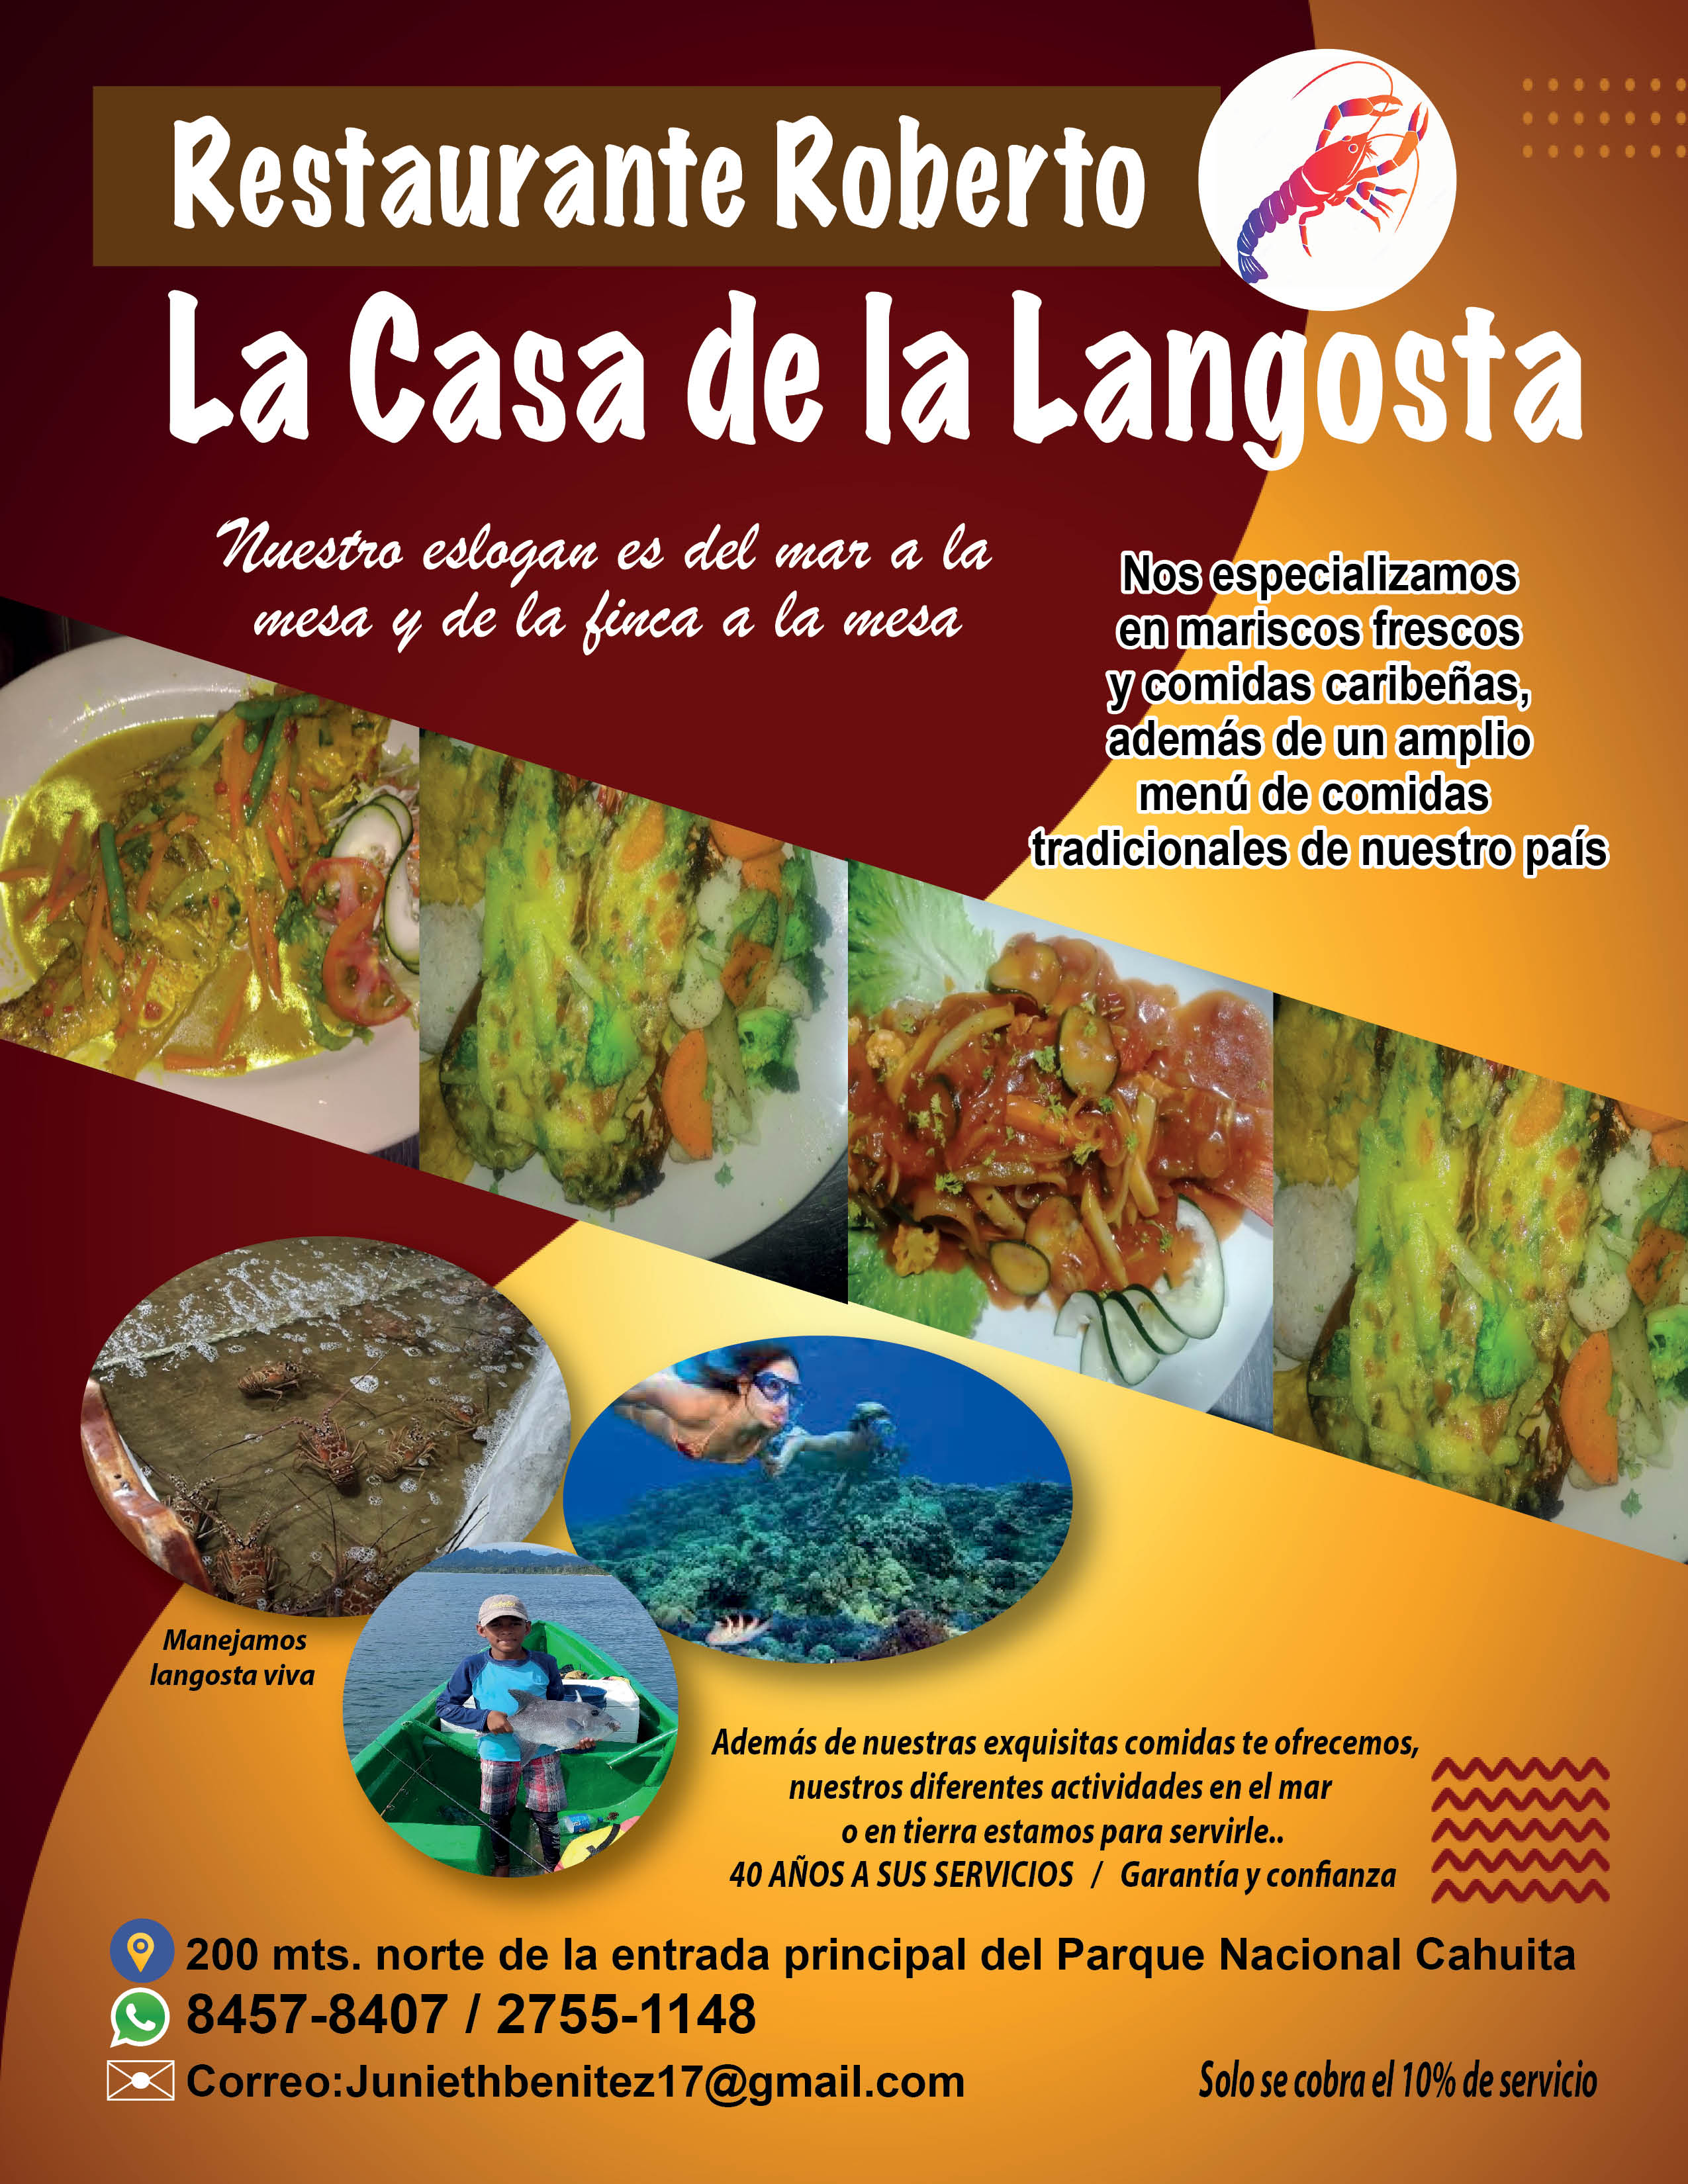 Restaurante Roberto
La Casa de la Langosta
Nuestro eslogan es del mar a la
mesa y de la finca a la mesa
Nos especializamos
en mariscos frescos
y comidas caribeñas,
además de un amplio
menú de comidas
tradicionales de nuestro país
Manejamos
langosta viva
Además de nuestras exquisitas comidas te ofrecemos,
nuestros diferentes actividades en el mar
o en tierra estamos para servirle..
40 AÑOS A SUS SERVICIOS / Garantía y confianza
200 mts. norte de la entrada principal del Parque Nacional Cahuita
8457-8407 / 2755-1148
Correo:Juniethbenitez17@gmail.com
Solo se cobra el 10% de servicio